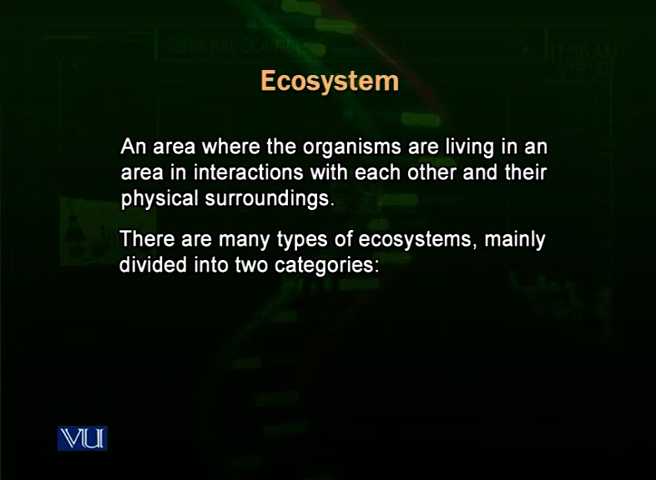 Ecosystem
An area where the organisms are living in an
area in interactions with each other and their
physical surroundings.
There are many types of ecosystems, mainly
divided into two categories:
VU